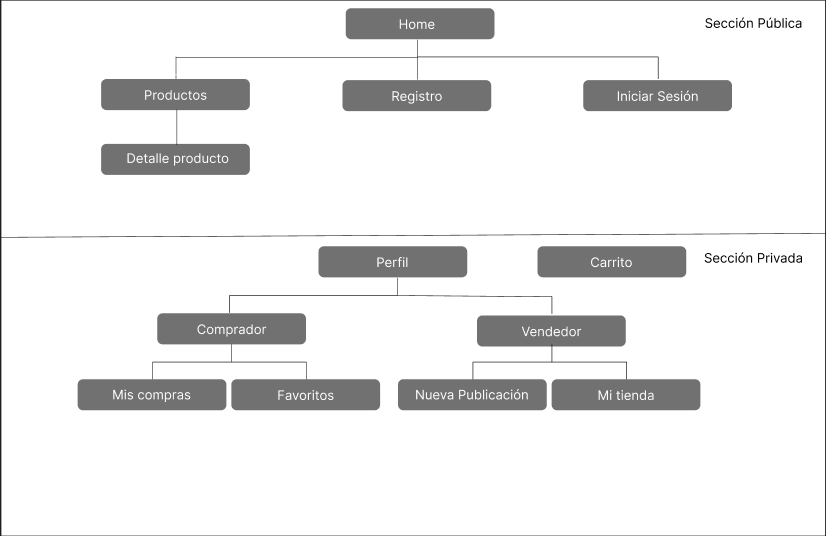 Home
Sección Pública
Productos
Registro
Iniciar Sesión
Detalle producto
Perfil
Carrito
Sección Privada
Comprador
Vendedor
Mis compras
Favoritos
Nueva Publicación
Mi tienda